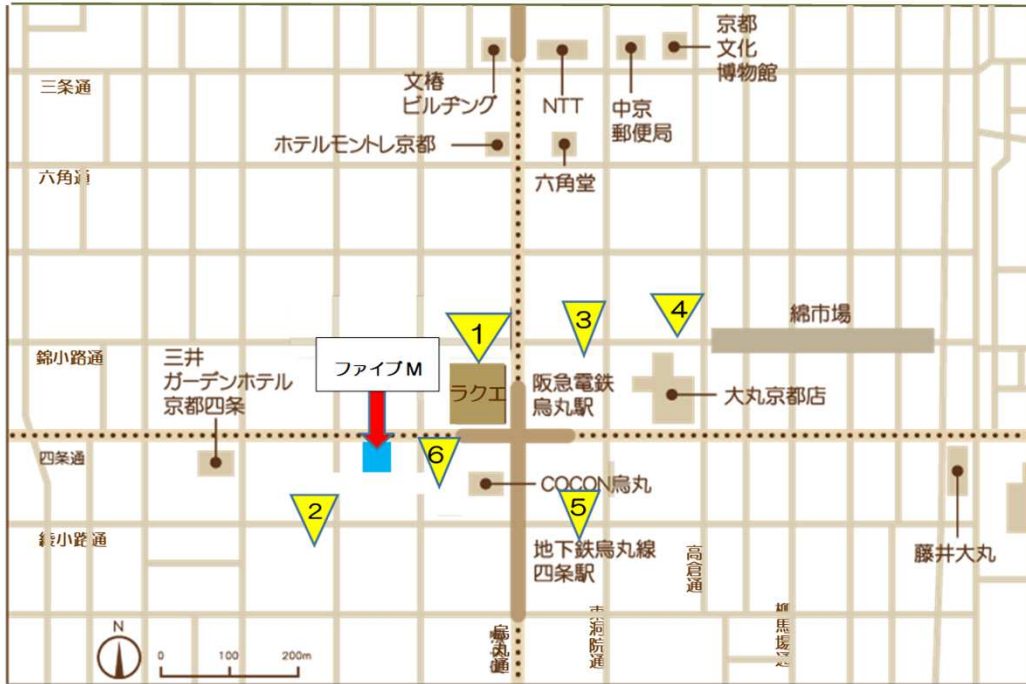 京都
文化
博物館
文椿
ビルヂング
NTT
中京
郵便局
三条通
ホテルモントレ京都
六角堂
六角通
1
3
4
綿市場
錦小路通
三井
ガーデンホテル
京都四条
ファイブM
ラクエ
阪急電鉄
烏丸駅
大丸京都店
四条通
6
COCON烏丸
2
5
綾小路通
地下鉄烏丸線
四条駅
高倉通
藤井大丸
東洞院通
柳馬場通
烏丸通
N
0
100
200m